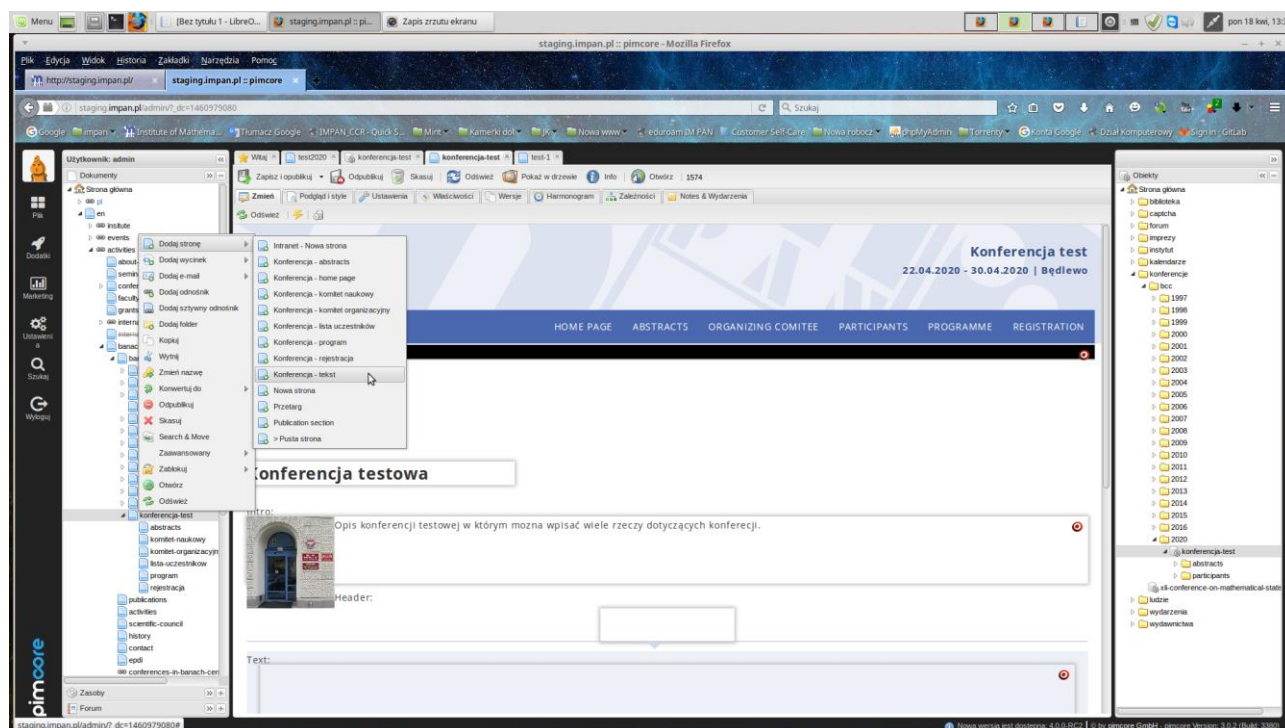 Menu
[Bez tytułu 1 - LibreO...
staging.impan.pl :: pi...
Zapis zrzutu ekranu
pon 18 kwi, 13:
staging.impan.pl :: pimcore - Mozilla Firefox
Plik Edycja Widok Historia Zakładki Narzędzia Pomoc
http://staging.impan.pl/
staging.impan.pl :: pimcore
staging.impan.pl/admin/?_dc=1460979080
Szukaj
Google impan Institute of Mathema... Tłumacz Google IMPAN_CCR - Quick S... Mint Kamerki dol JK Nowa www eduroam IM PAN Customer Self-Care Nowa robocz phpMyAdmin Torrenty Konta Google Dział Komputerowy Sign in · GitLab
Plik
Dodatki
Marketing
Ustawieni
a
Szukaj
Wyloguj
pimcore
Użytkownik: admin
Dokumenty
Strona główna
pl
en
insitute
events
activities
about-
semin
confer
faculty
grants
interna
banac
ba
konferencja-test
abstracts
komitet-naukowy
komitet-organizacyjn
lista-uczestnikow
program
rejestracja
publications
activities
scientific-council
history
contact
epdi
conferences-in-banach-cen
Zasoby
Forum
Dodaj stronę
Dodaj wycinek
Dodaj e-mail
Dodaj odnośnik
Dodaj sztywny odnośnik
Dodaj folder
Kopiuj
Wytnij
Zmień nazwę
Konwertuj do
Odpublikuj
Skasuj
Search & Move
Zaawansowany
Zablokuj
Otwórz
Odśwież
Intranet - Nowa strona
Konferencja - abstracts
Konferencja - home page
Konferencja - komitet naukowy
Konferencja - komitet organizacyjny
Konferencja - lista uczestników
Konferencja - program
Konferencja - rejestracja
Konferencja - tekst
Nowa strona
Przetarg
Publication section
> Pusta strona
Witaj
test2020
konferencja-test
konferencja-test
test-1
Zapisz i opublikuj Odpublikuj Skasuj Odśwież Pokaż w drzewie Info Otwórz 1574
Zmień Podgląd i style Ustawienia Właściwości Wersje Harmonogram Zależności Notes & Wydarzenia
Odśwież
Konferencja test
22.04.2020 - 30.04.2020 | Będlewo
HOME PAGE ABSTRACTS ORGANIZING COMITEE PARTICIPANTS PROGRAMME REGISTRATION
Konferencja testowa
Intro:
Opis konferencji testowej w którym mozna wpisać wiele rzeczy dotyczących konferecji.
Header:
Text:
Obiekty
Strona główna
biblioteka
captcha
forum
imprezy
instytut
kalendarze
konferencje
bcc
1997
1998
1999
2000
2001
2002
2003
2004
2005
2006
2007
2008
2009
2010
2011
2012
2013
2014
2015
2016
2020
konferencja-test
abstracts
participants
xli-conference-on-mathematical-statis
ludzie
wydarzenia
wydawnictwa
staging.impan.pl/admin/?_dc=1460979080#
Nowa wersja jest dostępna: 4.0.0-RC2 | © by pimcore GmbH - pimcore Version: 3.0.2 (Build: 3380)